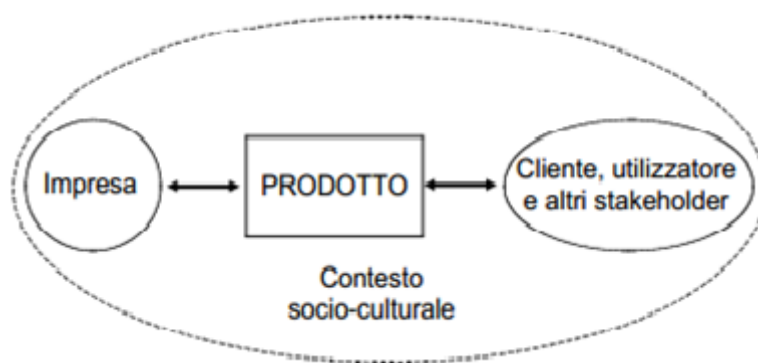 Impresa
PRODOTTO
Cliente, utilizzatore
e altri stakeholder
Contesto
socio-culturale